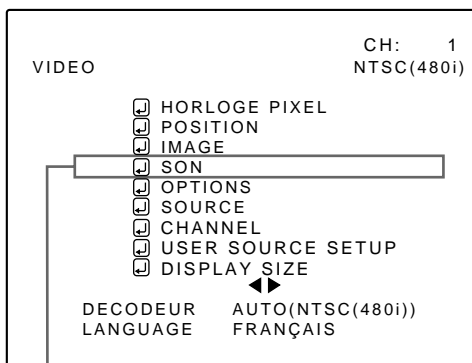 CH: 1
VIDEO NTSC(480i)
HORLOGE PIXEL
POSITION
IMAGE
SON
OPTIONS
SOURCE
CHANNEL
USER SOURCE SETUP
DISPLAY SIZE
DECODEUR AUTO(NTSC(480i))
LANGUAGE FRANÇAIS